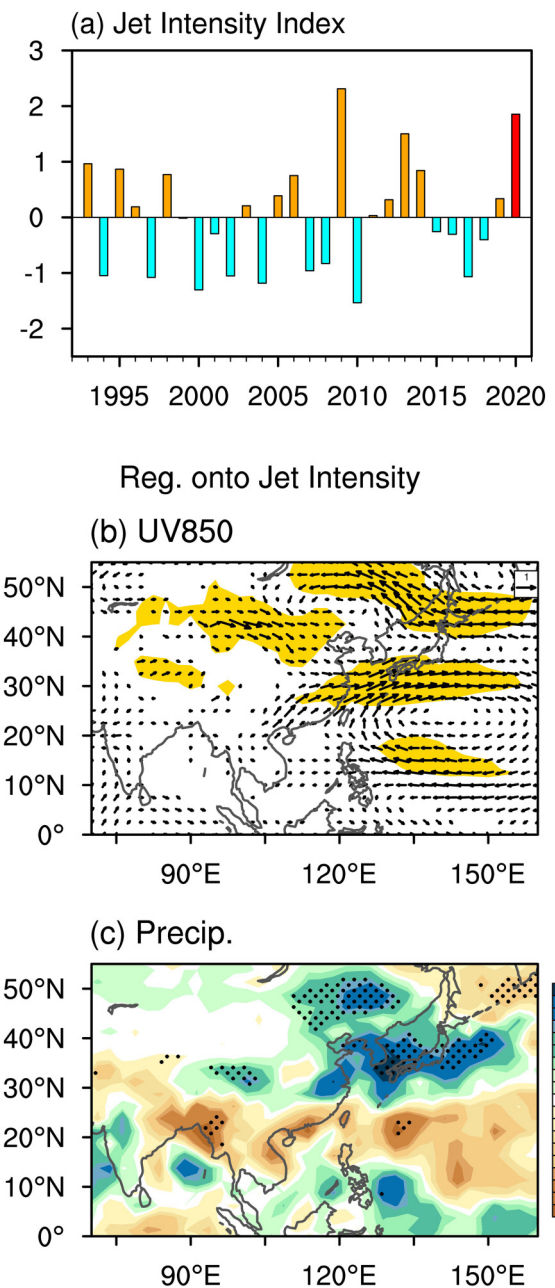 (a) Jet Intensity Index
3
2
1
0
-1
-2
1995 2000 2005 2010 2015 2020
Reg. onto Jet Intensity
(b) UV850
1
50°N
40°N
30°N
20°N
10°N
0°
90°E 120°E 150°E
(c) Precip.
50°N
40°N
30°N
20°N
10°N
0°
90°E 120°E 150°E